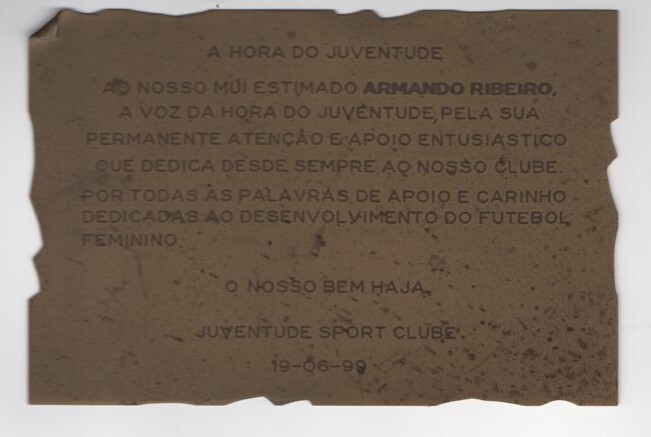 A HORA DO JUVENTUDE
AO NOSSO MUI ESTIMADO ARMANDO RIBEIRO,
A VOZ DA HORA DO JUVENTUDE, PELA SUA
PERMANENTE ATENÇÃO E APOIO ENTUSIASTICO
QUE DEDICA DESDE SEMPRE AO NOSSO CLUBE.
POR TODAS AS PALAVRAS DE APOIO E CARINHO
DEDICADAS AO DESENVOLVIMENTO DO FUTEBOL
FEMININO.
O NOSSO BEM HAJA.
JUVENTUDE SPORT CLUBE
19-06-99